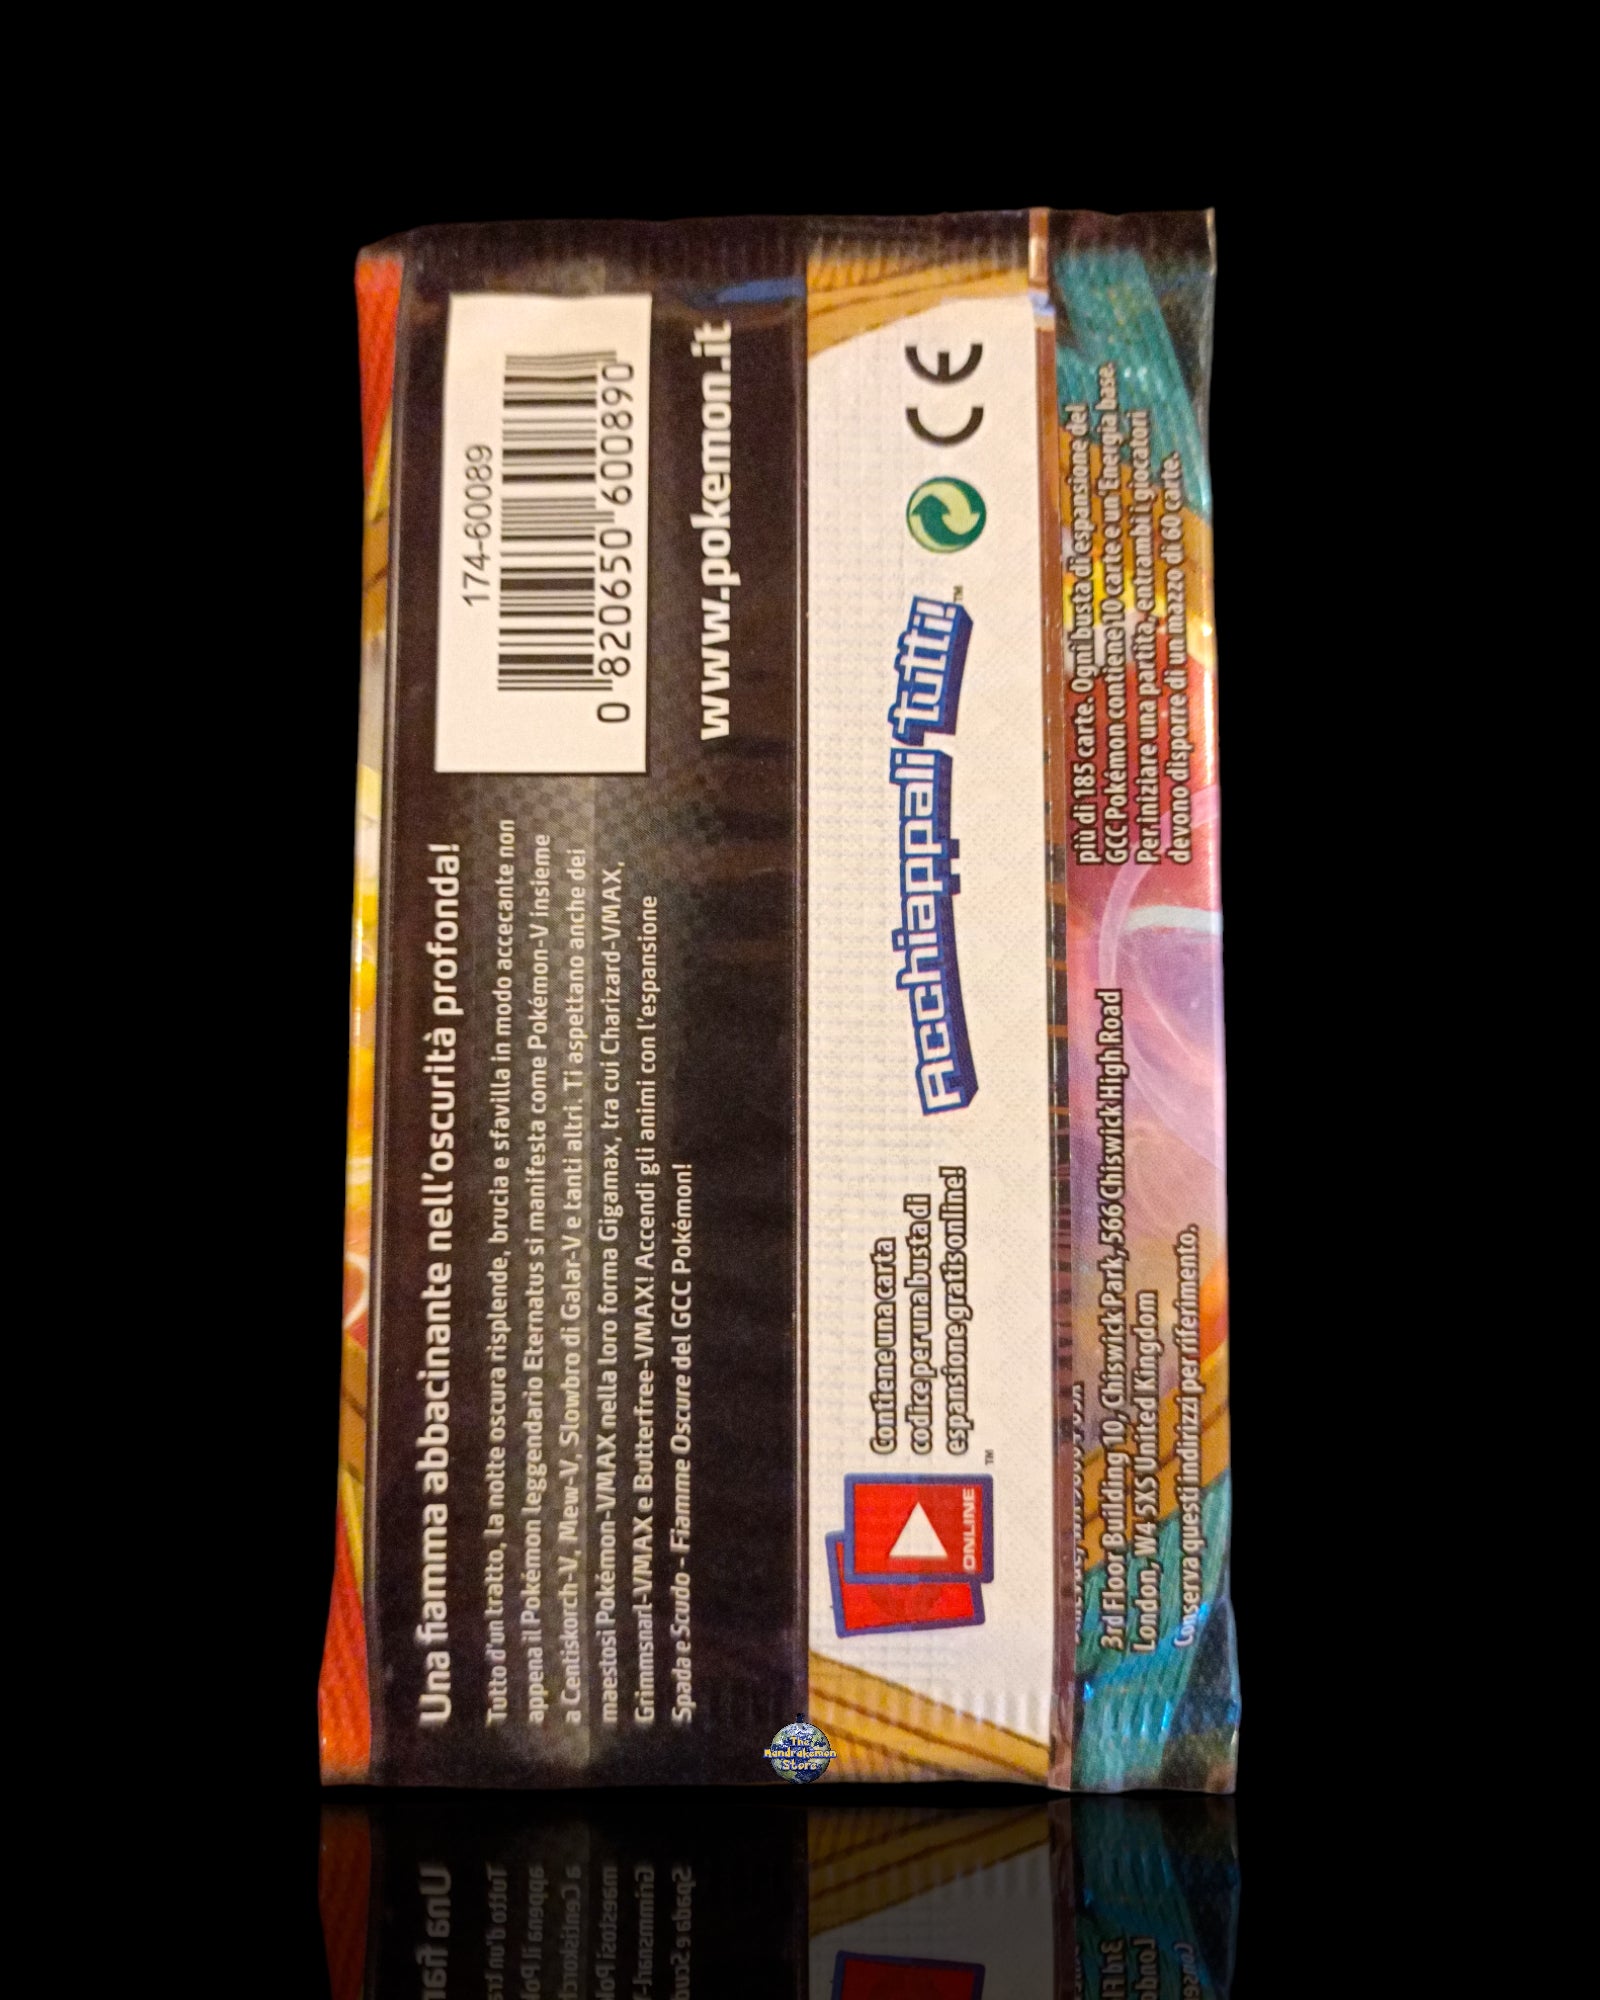 Una fiamma abbacinante nell'oscurità profonda!
Tutto d'un tratto, la notte oscura risplende, brucia e sfavilla in modo accecante non
appena il Pokémon leggendario Eternatus si manifesta come Pokémon-V insieme
a Centiskorch-V, Mew-V, Slowbro di Galar-V e tanti altri. Ti aspettano anche dei
maestosi Pokémon-VMAX nella loro forma Gigamax, tra cui Charizard-VMAX,
Grimmsnarl-VMAX e Butterfree-VMAX! Accendi gli animi con l'espansione
Spada e Scudo - Fiamme Oscure del GCC Pokémon!
174-60089
0 820650 600890
www.pokemon.it
ONLINE
TM
Contiene una carta
codice per una busta di
espansione gratis online!
Acchiappali tutti!™
CE
3rd Floor Building 10, Chiswick Park, 566 Chiswick High Road
London, W4 5XS United Kingdom
Conserva questi indirizzi per riferimento.
più di 185 carte. Ogni busta di espansione del
GCC Pokémon contiene 10 carte e un'Energia base.
Per iniziare una partita, entrambi i giocatori
devono disporre di un mazzo di 60 carte.
The
Mandrakemon
Store